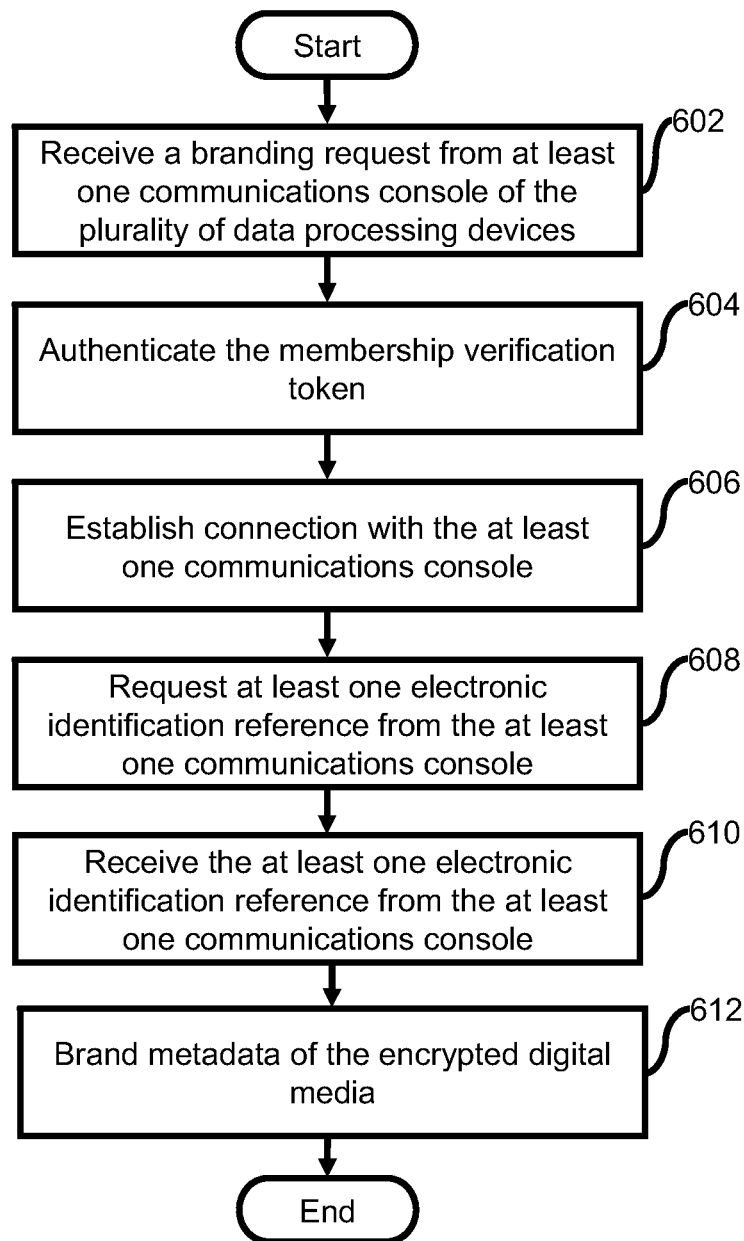 Start
602
Receive a branding request from at least
one communications console of the
plurality of data processing devices
604
Authenticate the membership verification
token
606
Establish connection with the at least
one communications console
608
Request at least one electronic
identification reference from the at least
one communications console
610
Receive the at least one electronic
identification reference from the at least
one communications console
612
Brand metadata of the encrypted digital
media
End